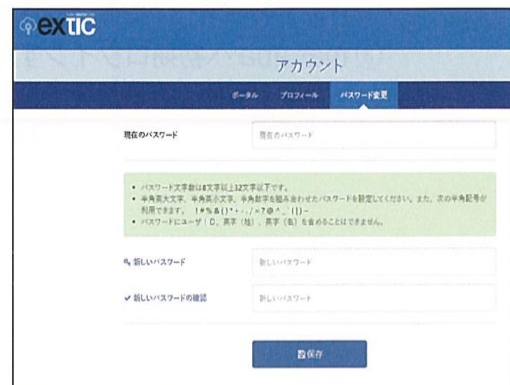 extic
アカウント
ポータル プロフィール パスワード変更
現在のパスワード 現在のパスワード
• パスワード文字数は8文字以上32文字以下です。
• 半角英大文字、半角英小文字、半角数字を組み合わせたパスワードを設定してください。また、次の半角記号が
利用できます。
• パスワードにユーザID、英字（姓）、英字（名）を含めることはできません。
新しいパスワード 新しいパスワード
新しいパスワードの確認 新しいパスワード
保存